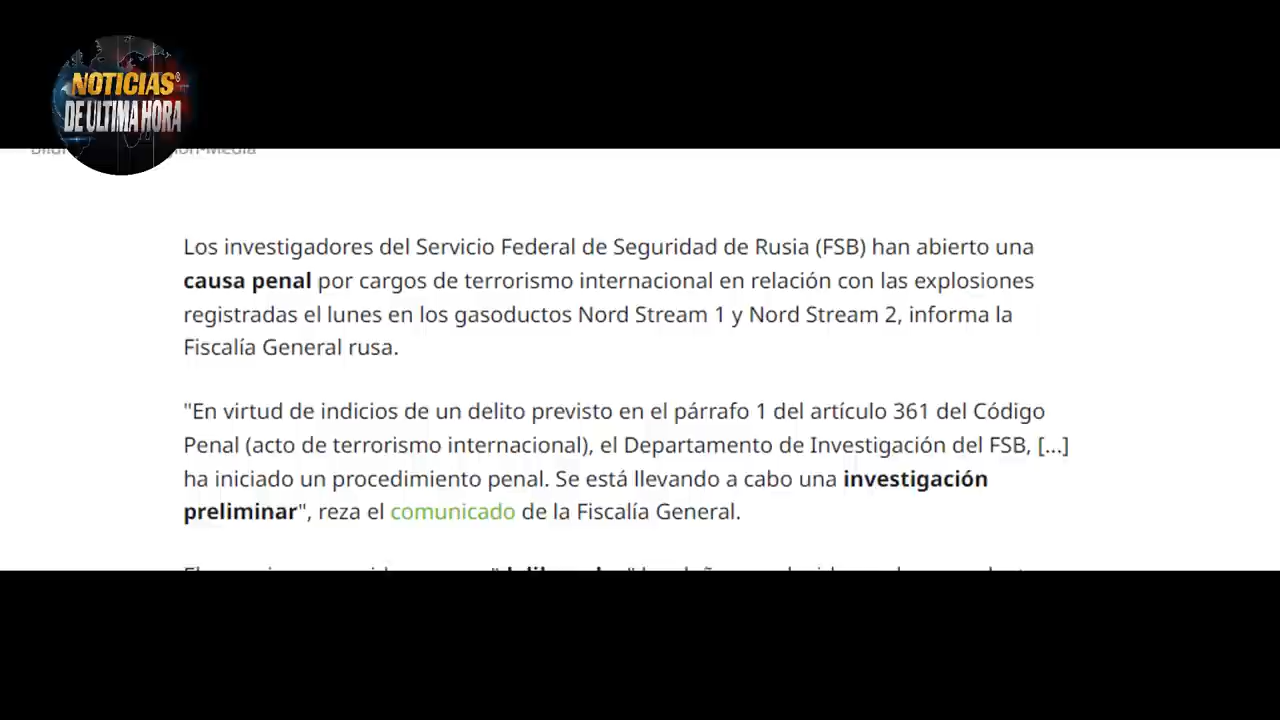 NOTICIAS®
DE ULTIMA HORA
Los investigadores del Servicio Federal de Seguridad de Rusia (FSB) han abierto una
causa penal por cargos de terrorismo internacional en relación con las explosiones
registradas el lunes en los gasoductos Nord Stream 1 y Nord Stream 2, informa la
Fiscalía General rusa.
"En virtud de indicios de un delito previsto en el párrafo 1 del artículo 361 del Código
Penal (acto de terrorismo internacional), el Departamento de Investigación del FSB, [...]
ha iniciado un procedimiento penal. Se está llevando a cabo una investigación
preliminar", reza el comunicado de la Fiscalía General.